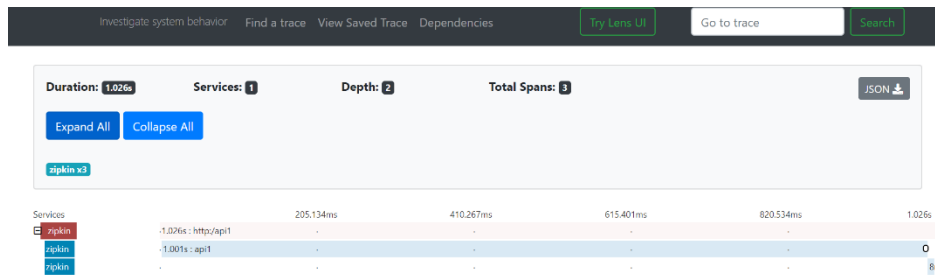 Investigate system behavior Find a trace View Saved Trace Dependencies Try Lens UI Go to trace Search
Duration: 1.026s Services: 1 Depth: 2 Total Spans: 3 JSON
Expand All Collapse All
zipkin x3
Services 205.134ms 410.267ms 615.401ms 820.534ms 1.026s
zipkin ·1.026s : http:/api1
zipkin ·1.001s : api1
zipkin